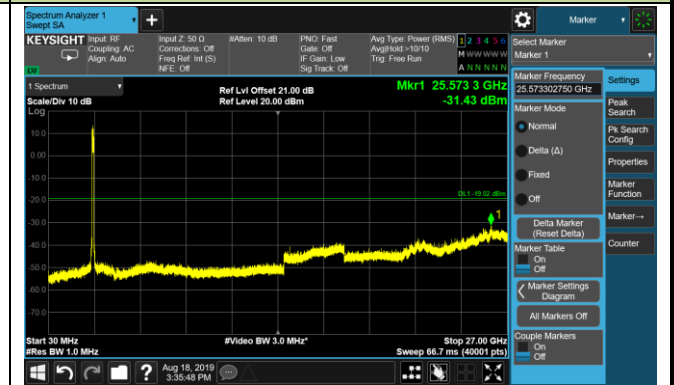 Spectrum Analyzer 1
Swept SA
Marker
KEYSIGHT
Input: RF
Coupling: AC
Align: Auto
Input Z: 50 Ω
Corrections: Off
Freq Ref: Int (S)
NFE: Off
#Atten: 10 dB
PNO: Fast
Gate: Off
IF Gain: Low
Sig Track: Off
Avg Type: Power (RMS)
Avg|Hold:>10/10
Trig: Free Run
1 2 3 4 5 6
M W W W W W
A N N N N N
Select Marker
Marker 1
1 Spectrum
Scale/Div 10 dB
Log
Ref Lvl Offset 21.00 dB
Ref Level 20.00 dBm
Mkr1 25.573 3 GHz
-31.43 dBm
10.0
0.00
-10.0
-20.0
-30.0
-40.0
-50.0
-60.0
-70.0
DL1 -19.02 dBm
1
Start 30 MHz
#Res BW 1.0 MHz
#Video BW 3.0 MHz*
Stop 27.00 GHz
Sweep 66.7 ms (40001 pts)
Marker Frequency
25.573302750 GHz
Marker Mode
Normal
Delta (Δ)
Fixed
Off
Delta Marker
(Reset Delta)
Marker Table
On
Off
Marker Settings
Diagram
All Markers Off
Couple Markers
On
Off
Settings
Peak
Search
Pk Search
Config
Properties
Marker
Function
Marker→
Counter
Aug 18, 2019
3:35:48 PM